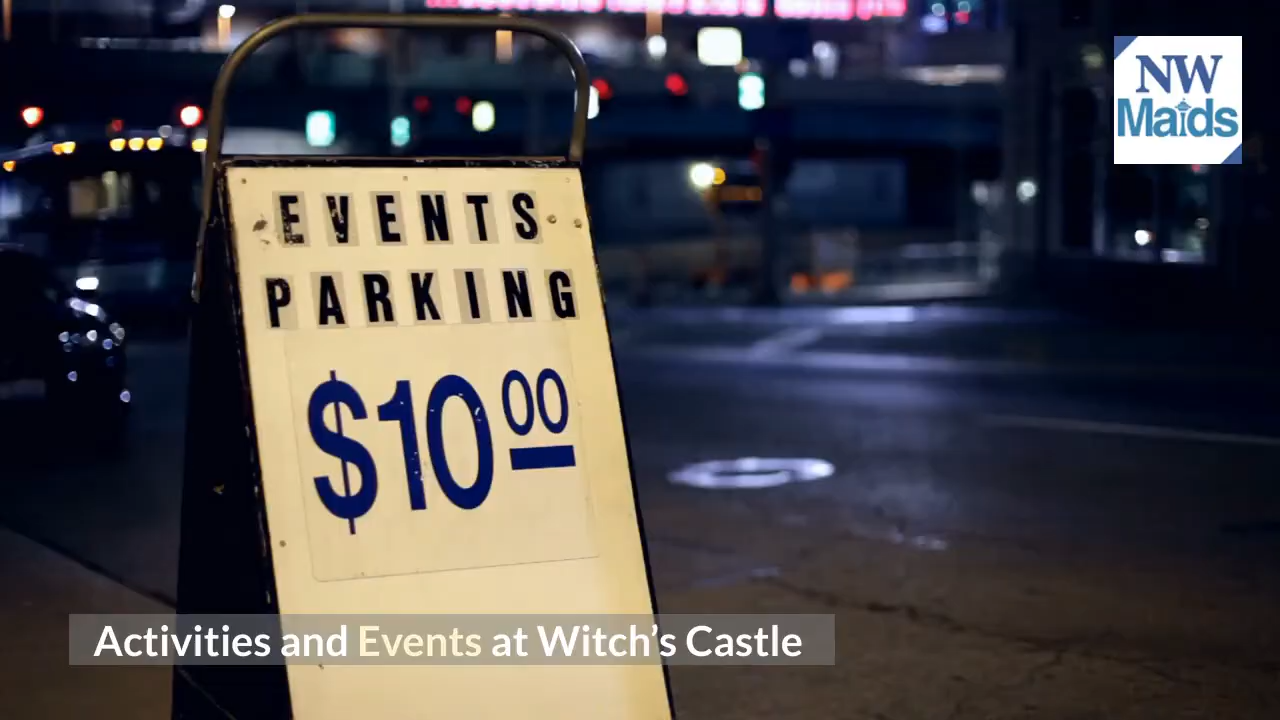 NW
Maids
EVENTS
PARKING
$10.00
Activities and Events at Witch’s Castle